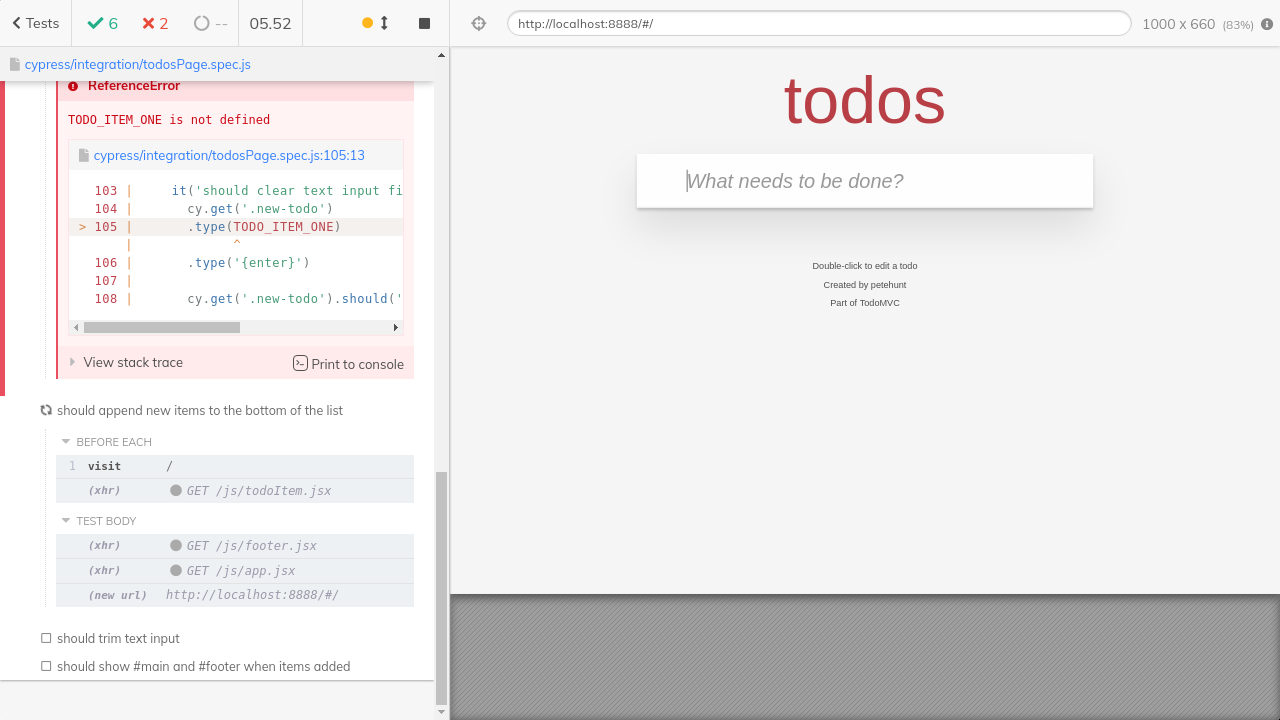 Tests 6 2 -- 05.52 http://localhost:8888/#/ 1000 x 660 (83%)
cypress/integration/todosPage.spec.js
ReferenceError
TODO_ITEM_ONE is not defined
cypress/integration/todosPage.spec.js:105:13
103 | it('should clear text input fi
104 | cy.get('.new-todo')
> 105 | .type(TODO_ITEM_ONE)
| ^
106 | .type('{enter}')
107 |
108 | cy.get('.new-todo').should('
View stack trace Print to console
should append new items to the bottom of the list
BEFORE EACH
1 visit /
(xhr) GET /js/todoItem.jsx
TEST BODY
(xhr) GET /js/footer.jsx
(xhr) GET /js/app.jsx
(new url) http://localhost:8888/#/
should trim text input
should show #main and #footer when items added
todos
What needs to be done?
Double-click to edit a todo
Created by petehunt
Part of TodoMVC